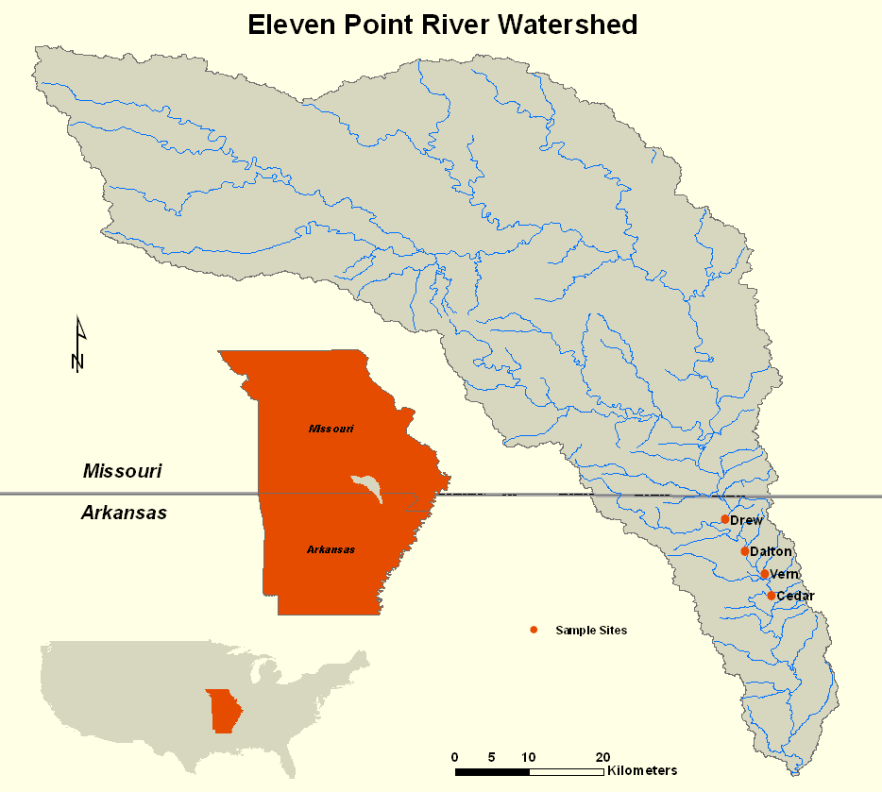 Eleven Point River Watershed
N
Missouri
Missouri
Arkansas
Drew
Arkansas
Dalton
Vern
Cedar
Sample Sites
0 5 10 20
Kilometers